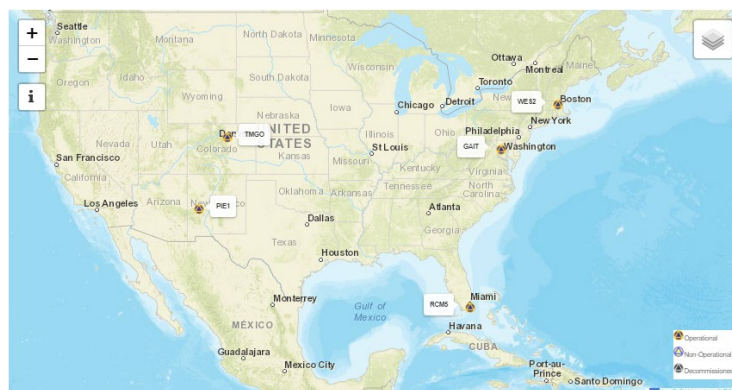 +
−
i
Seattle
Washington
Montana
North Dakota
Minnesota
Oregon
Idaho
South Dakota
Wisconsin
Wyoming
Nebraska
Iowa
Nevada
Utah
Colorado
UNITED
STATES
Kansas
Missouri
Illinois
Ohio
Kentucky
Virginia
Tennessee
North
Carolina
Oklahoma
Arkansas
California
Arizona
Texas
Georgia
Ottawa
Montreal
Maine
Toronto
Chicago
Detroit
WES2
Boston
New York
Philadelphia
GAIT
Washington
TMGO
San Francisco
St Louis
PIE1
Los Angeles
Dallas
Atlanta
Houston
RCM5
Miami
Gulf of
Mexico
Monterrey
Havana
MÉXICO
CUBA
Guadalajara
Mexico City
Port-au-
Prince
Santo Domingo
Operational
Non-Operational
Decommissioned